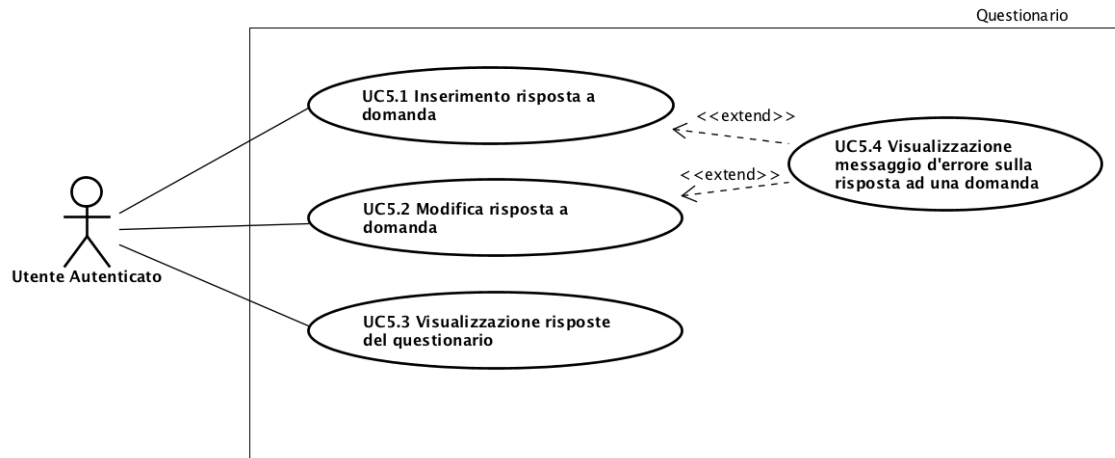 Questionario
UC5.1 Inserimento risposta a
domanda
<<extend>>
UC5.4 Visualizzazione
messaggio d'errore sulla
risposta ad una domanda
<<extend>>
UC5.2 Modifica risposta a
domanda
Utente Autenticato
UC5.3 Visualizzazione risposte
del questionario